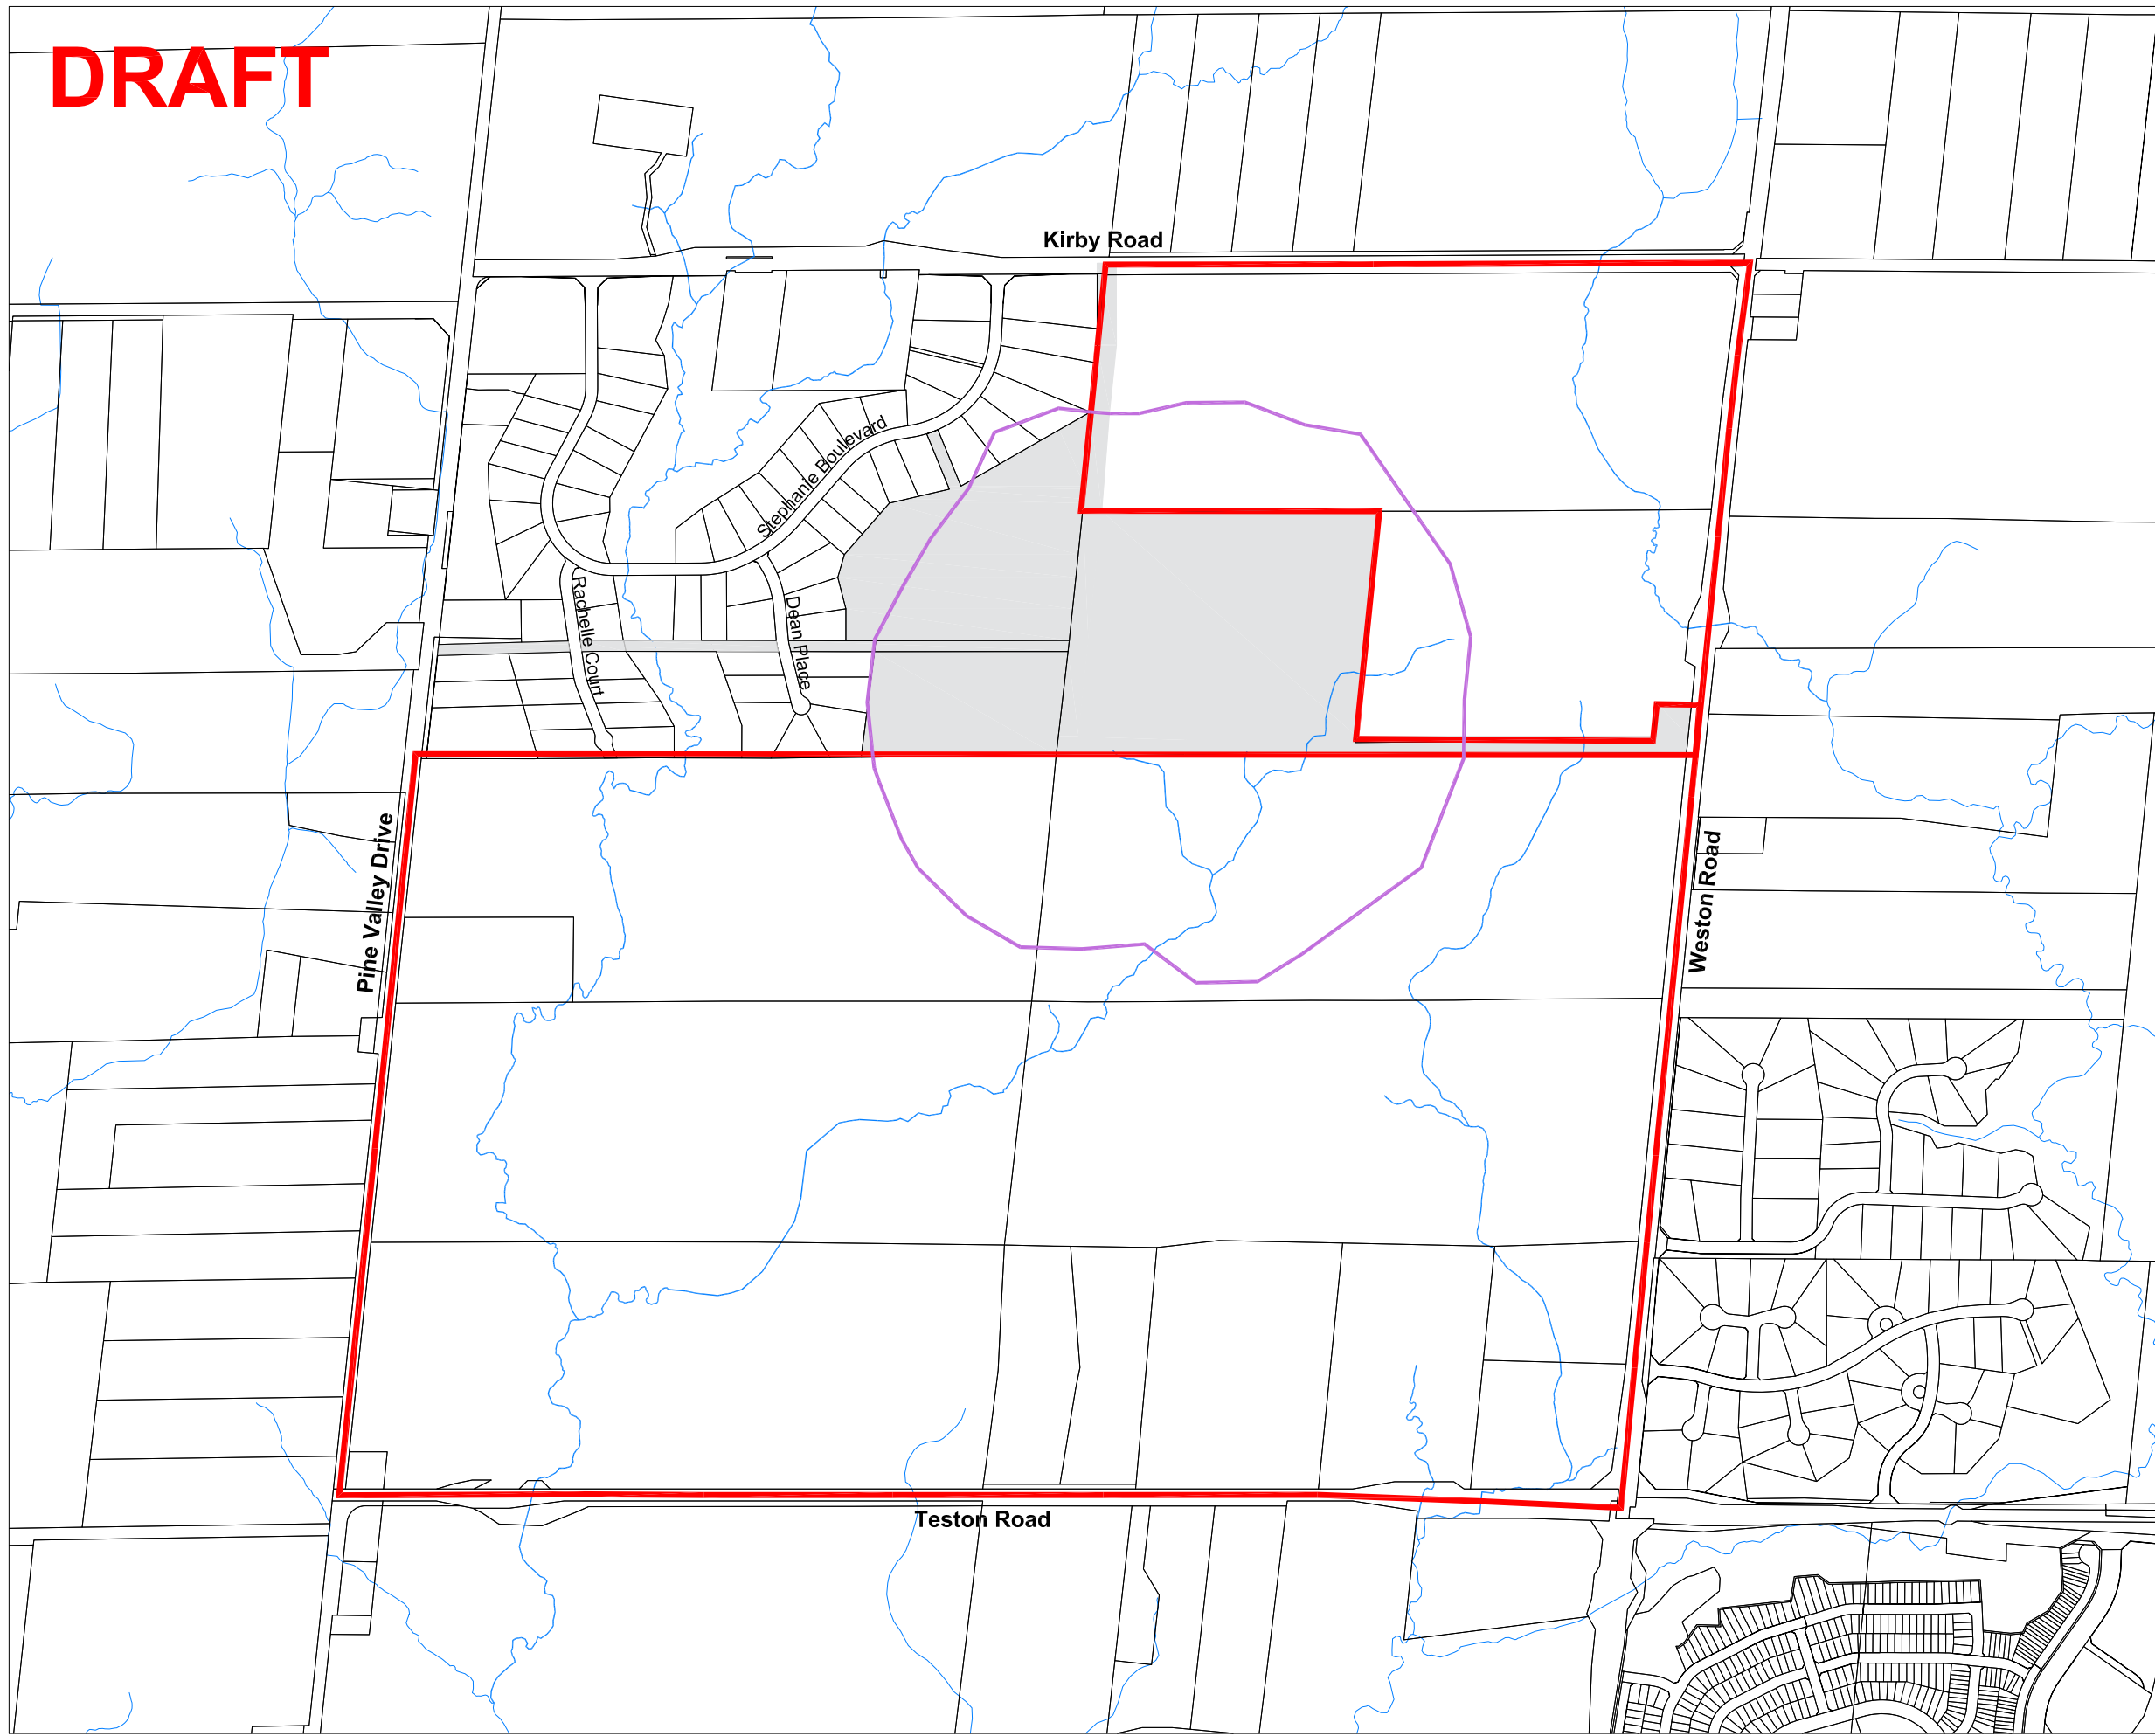 DRAFT
Kirby Road
Stephanie Boulevard
Rachelle Court
Dean Place
Pine Valley Drive
Weston Road
Teston Road